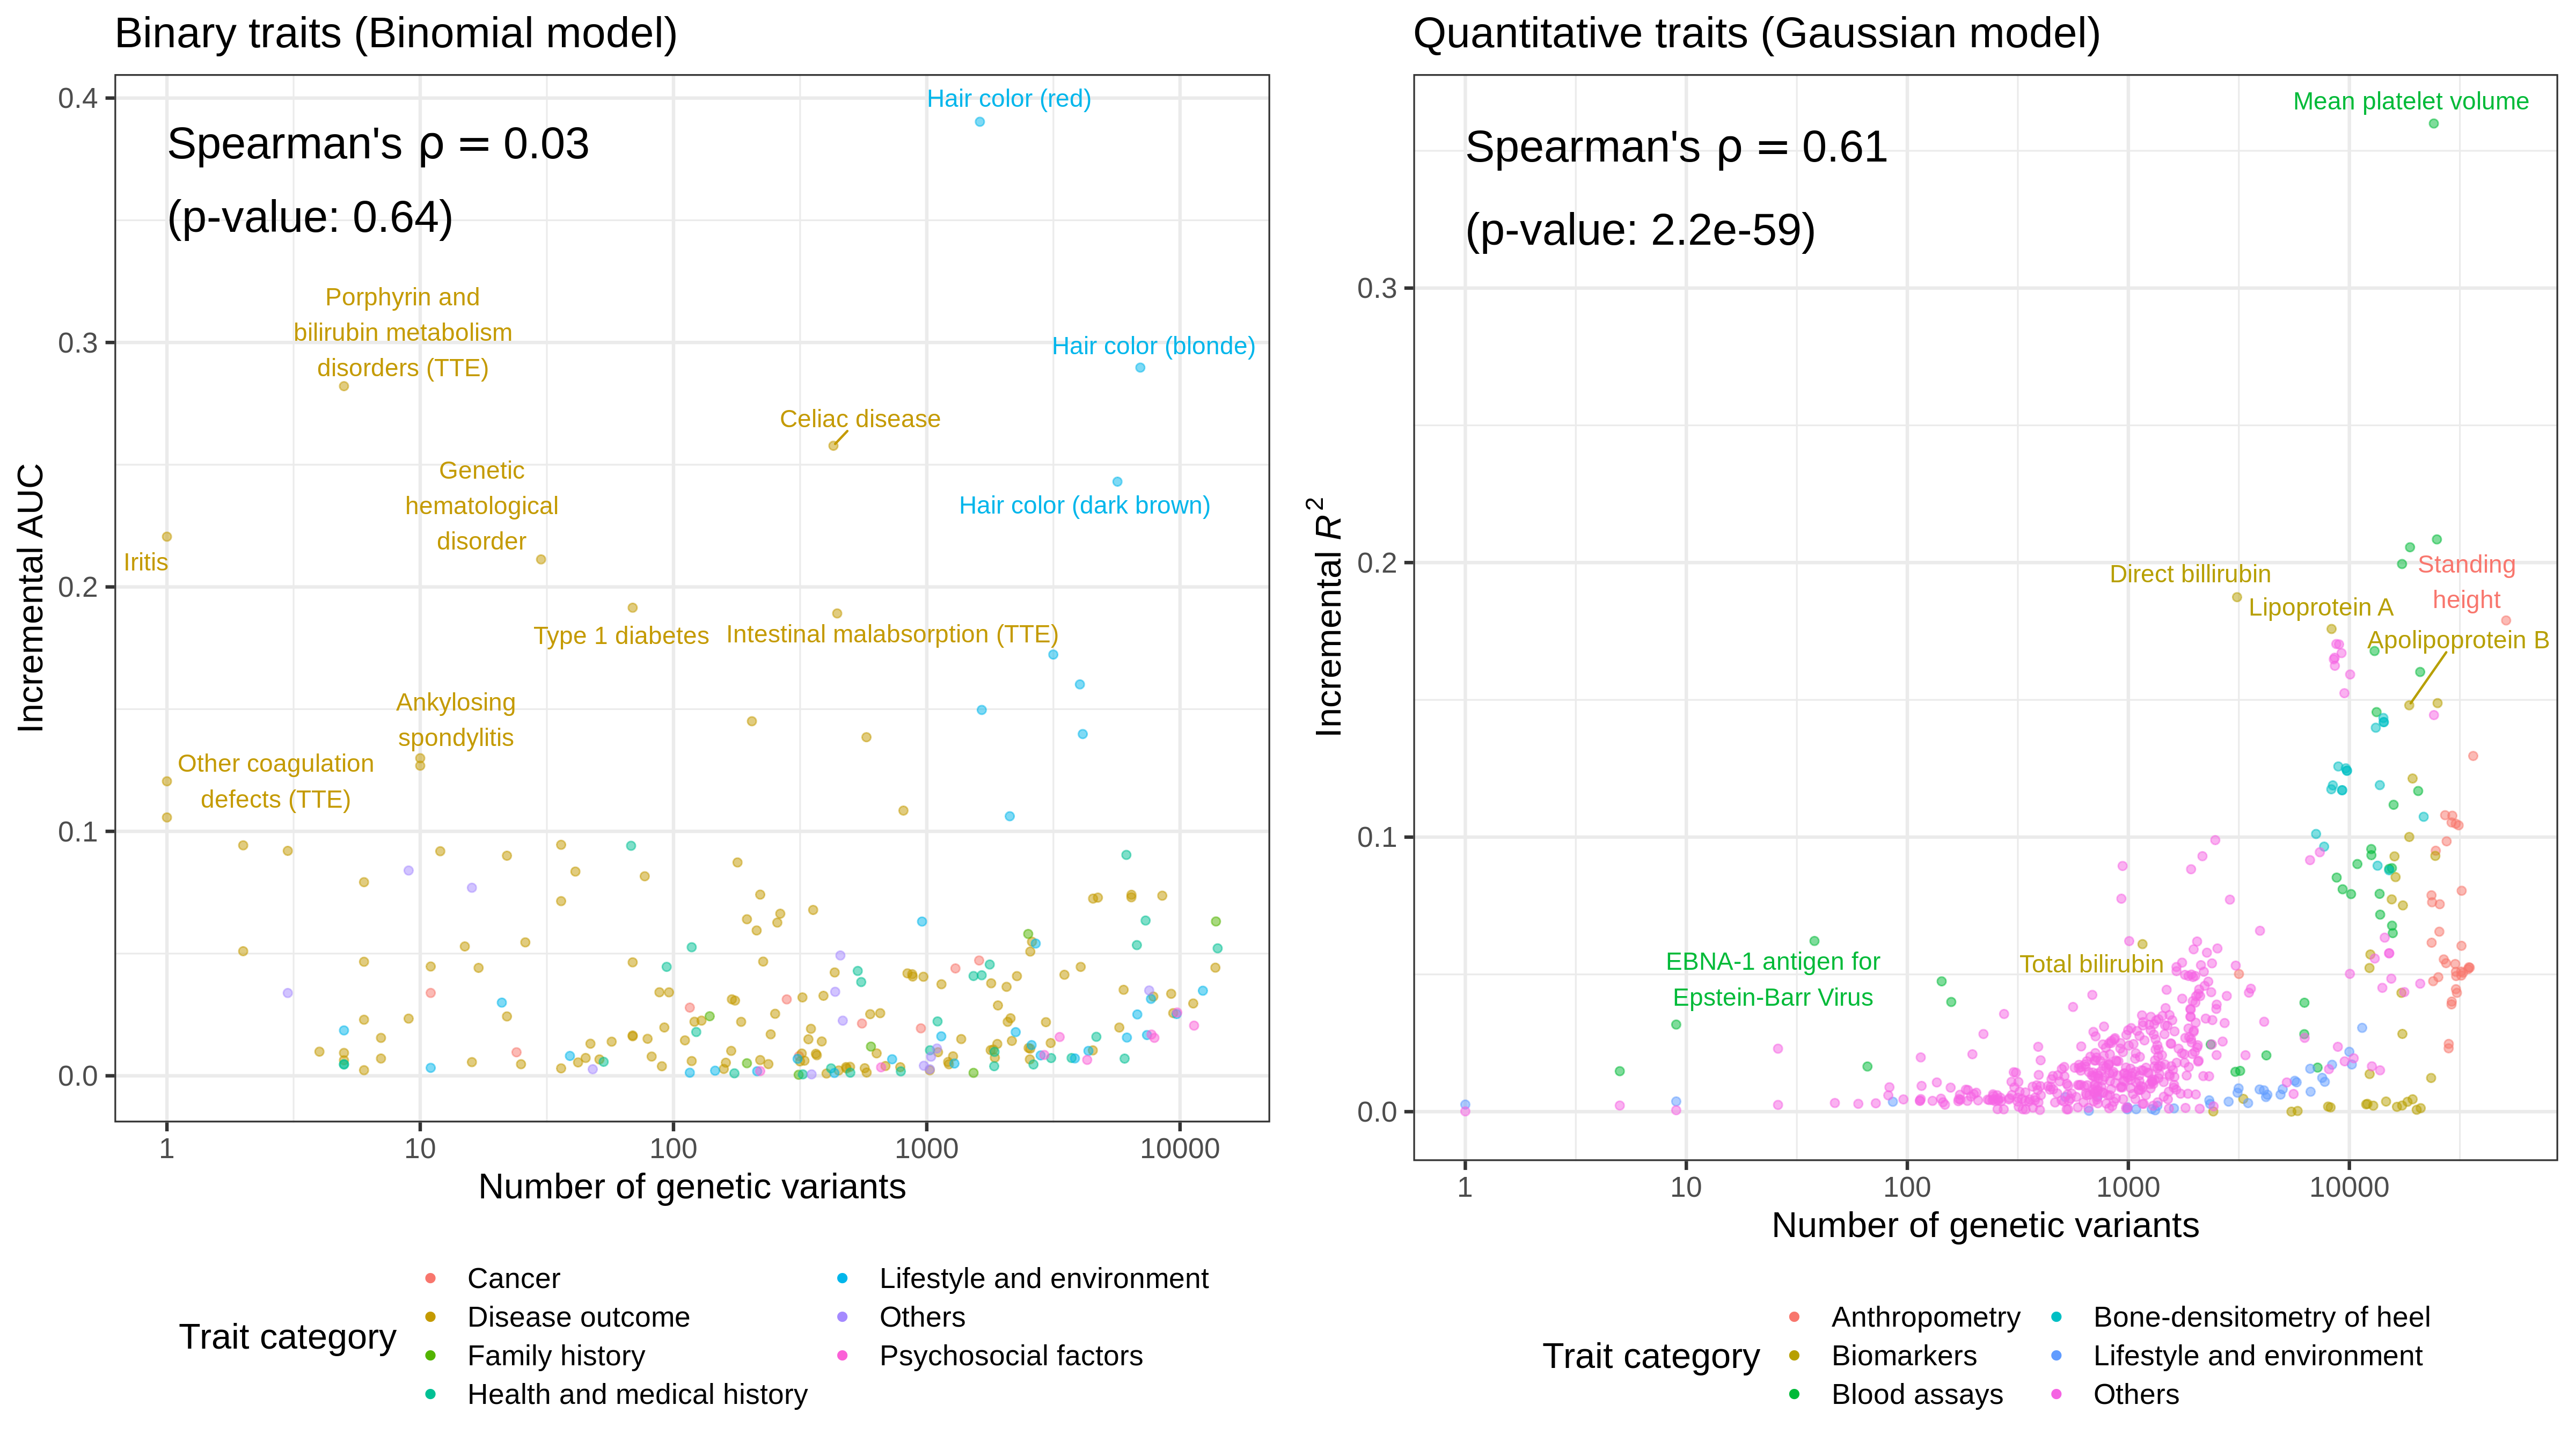 Binary traits (Binomial model)
0.4
0.3
0.2
0.1
0.0
Incremental AUC
Spearman's ρ = 0.03
(p-value: 0.64)
Hair color (red)
Porphyrin and
bilirubin metabolism
disorders (TTE)
Hair color (blonde)
Celiac disease
Genetic
hematological
disorder
Hair color (dark brown)
Iritis
Type 1 diabetes
Intestinal malabsorption (TTE)
Ankylosing
spondylitis
Other coagulation
defects (TTE)
1
10
100
1000
10000
Number of genetic variants
Trait category
Cancer
Disease outcome
Family history
Health and medical history
Lifestyle and environment
Others
Psychosocial factors
Quantitative traits (Gaussian model)
0.3
0.2
0.1
0.0
Incremental R²
Spearman's ρ = 0.61
(p-value: 2.2e-59)
Mean platelet volume
Direct billirubin
Standing
height
Lipoprotein A
Apolipoprotein B
EBNA-1 antigen for
Epstein-Barr Virus
Total bilirubin
1
10
100
1000
10000
Number of genetic variants
Trait category
Anthropometry
Biomarkers
Blood assays
Bone-densitometry of heel
Lifestyle and environment
Others